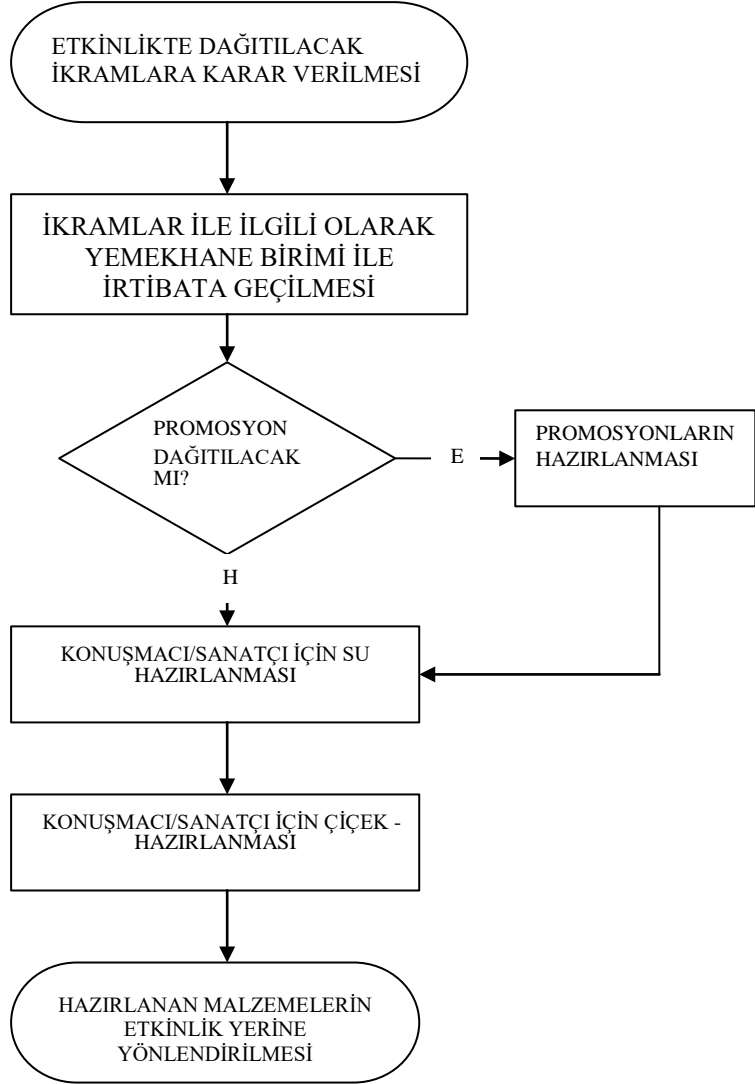 ETKİNLİKTE DAĞITILACAK
İKRAMLARA KARAR VERİLMESİ
İKRAMLAR İLE İLGİLİ OLARAK
YEMEKHANE BİRİMİ İLE
İRTİBATA GEÇİLMESİ
PROMOSYON
DAĞITILACAK
MI?
E
PROMOSYONLARIN
HAZIRLANMASI
H
KONUŞMACI/SANATÇI İÇİN SU
HAZIRLANMASI
KONUŞMACI/SANATÇI İÇİN ÇİÇEK -
HAZIRLANMASI
HAZIRLANAN MALZEMELERİN
ETKİNLİK YERİNE
YÖNLENDİRİLMESİ